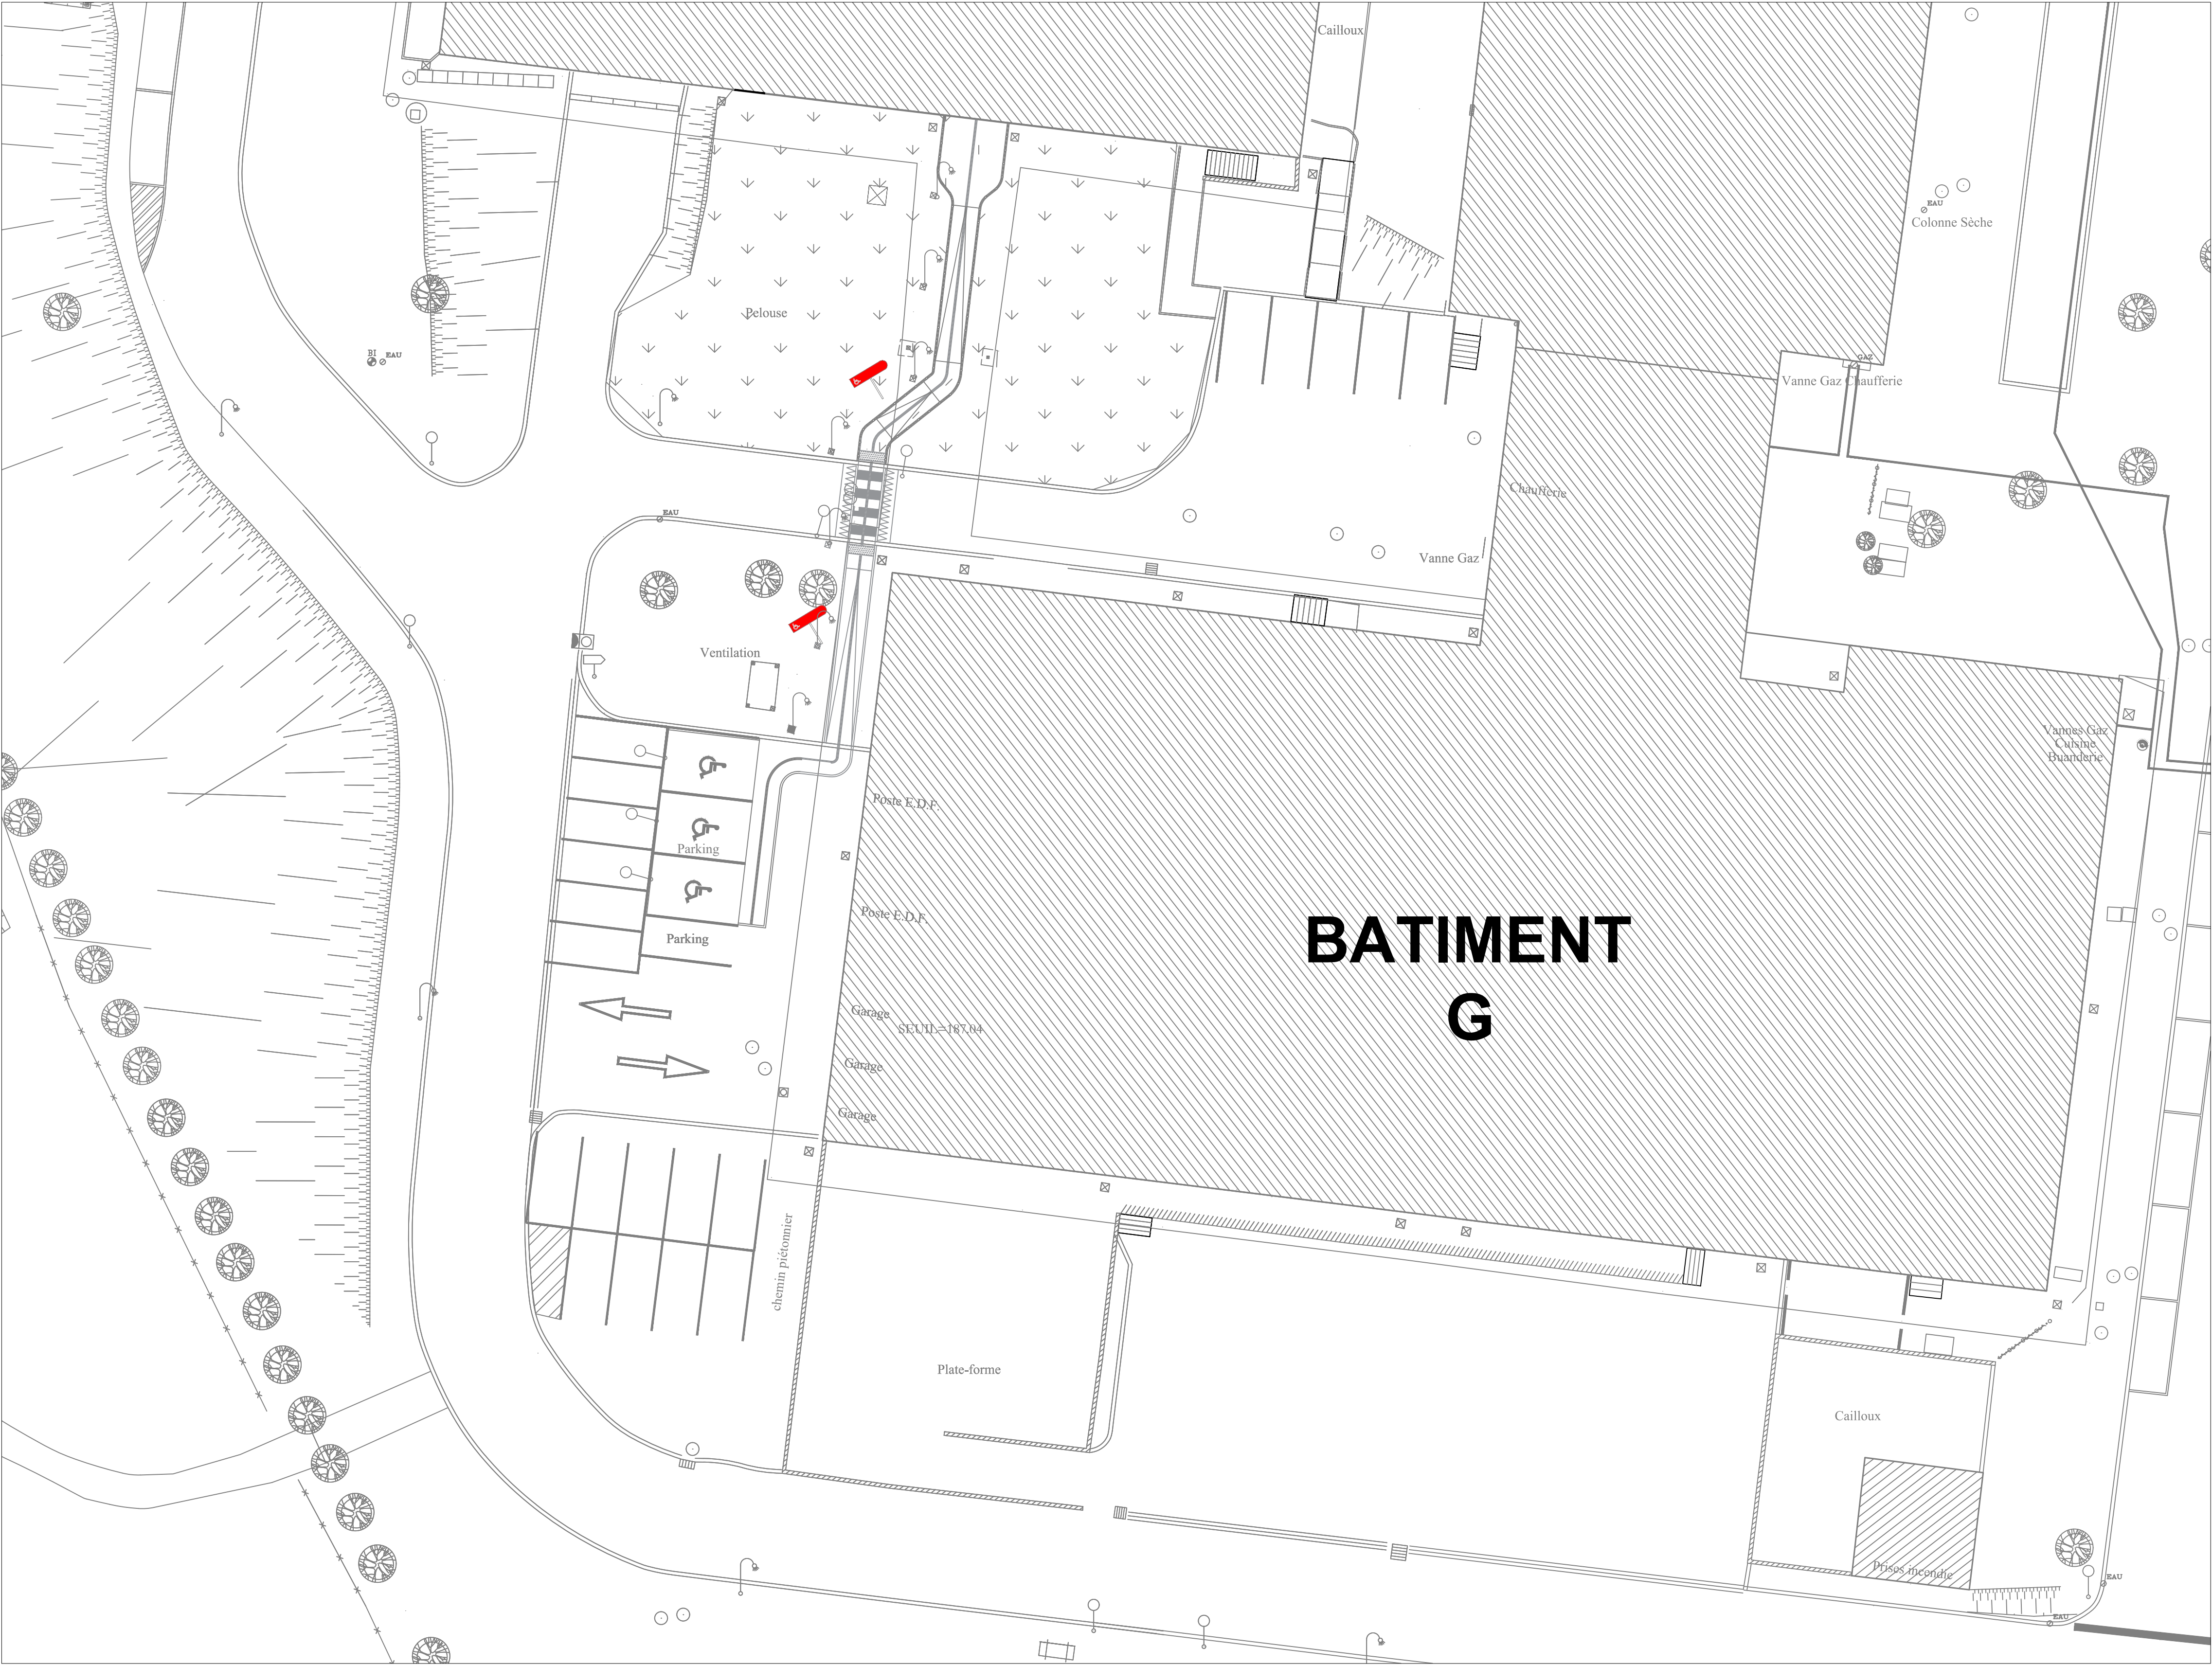 Cailloux
EAU
Colonne Sèche
Pelouse
BI
EAU
GAZ
Vanne Gaz Chaufferie
Chaufferie
EAU
Vanne Gaz
Ventilation
Vannes Gaz
Cuisine
Buanderie
Poste E.D.F.
Parking
Poste E.D.F.
Parking
BATIMENT
G
Garage
SEUIL=187.04
Garage
Garage
chemin piétonnier
Plate-forme
Cailloux
Prises incendie
EAU
EAU